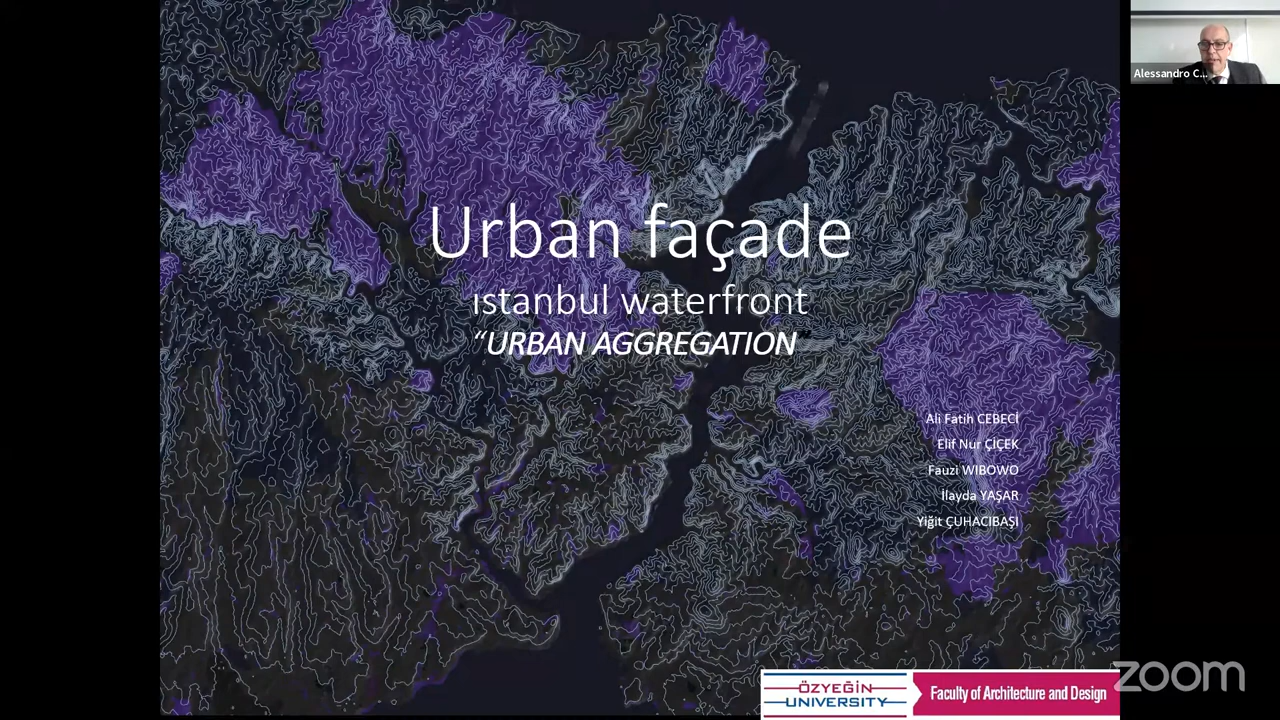 Alessandro C...
Urban façade
ıstanbul waterfront
“URBAN AGGREGATION”
Ali Fatih CEBECİ
Elif Nur ÇİÇEK
Fauzi WIBOWO
İlayda YAŞAR
Yiğit ÇUHACIBAŞI
ÖZYEĞİN
UNIVERSITY
Faculty of Architecture and Design
zoom